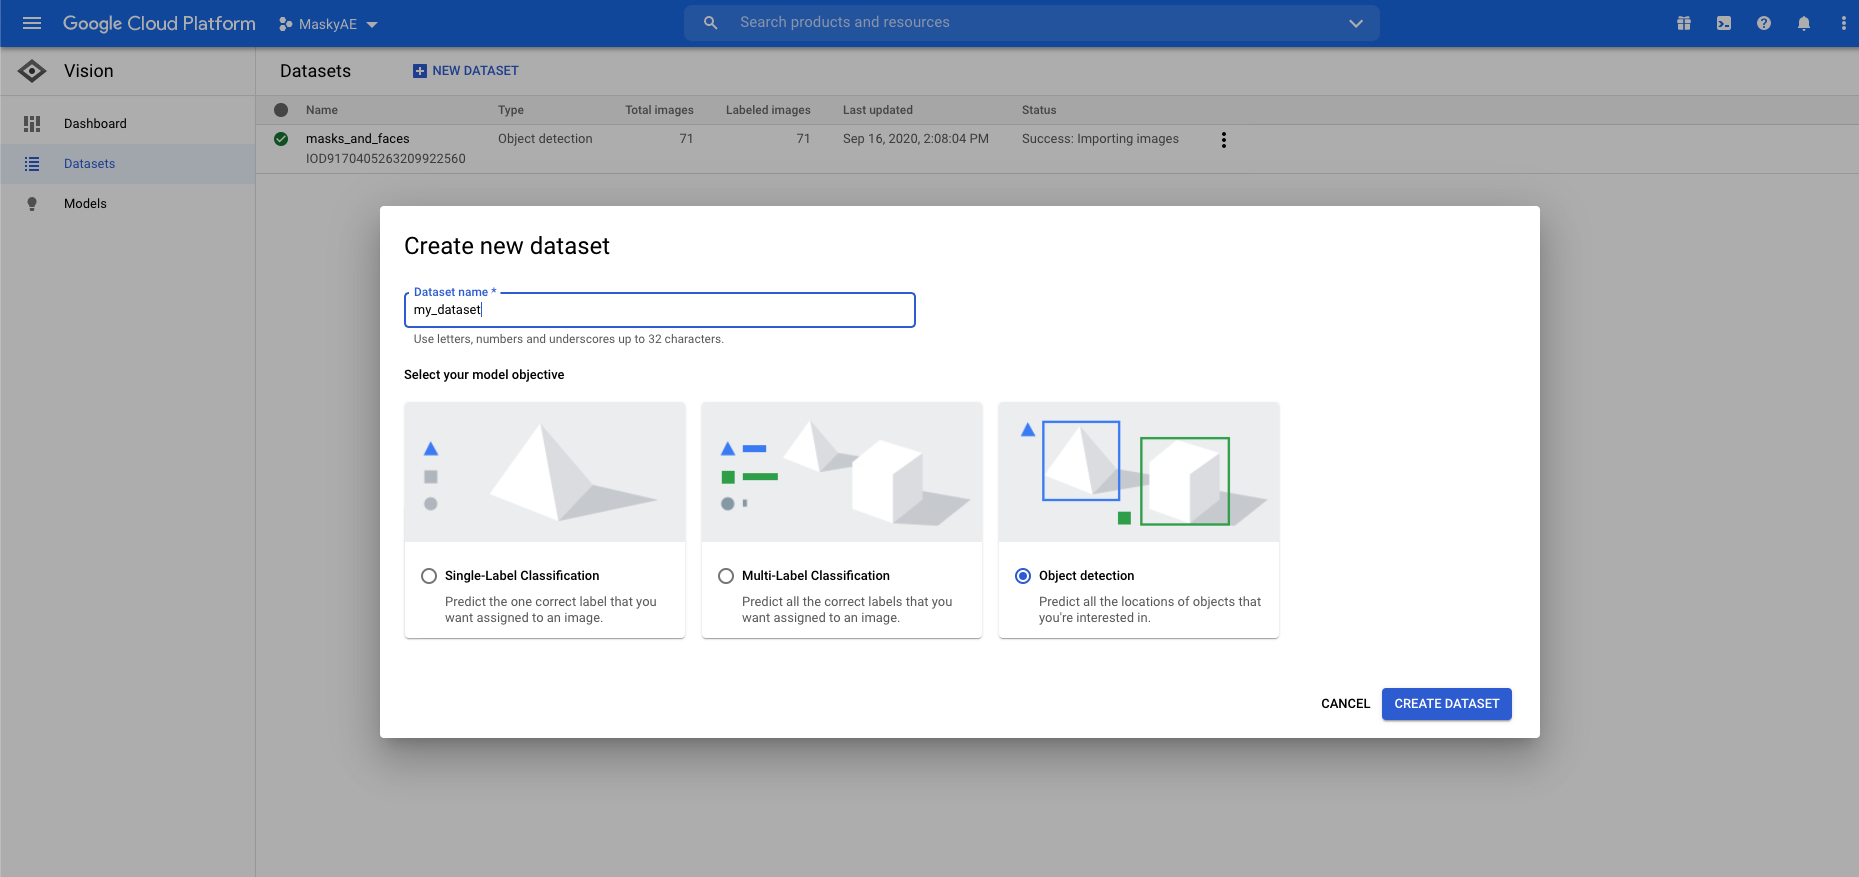 Google Cloud Platform
MaskyAE
Search products and resources
Vision
Datasets
NEW DATASET
Dashboard
Datasets
Models
Name Type Total images Labeled images Last updated Status
masks_and_faces Object detection 71 71 Sep 16, 2020, 2:08:04 PM Success: Importing images
IOD9170405263209922560
Create new dataset
Dataset name *
my_dataset
Use letters, numbers and underscores up to 32 characters.
Select your model objective
Single-Label Classification
Predict the one correct label that you
want assigned to an image.
Multi-Label Classification
Predict all the correct labels that you
want assigned to an image.
Object detection
Predict all the locations of objects that
you're interested in.
CANCEL
CREATE DATASET